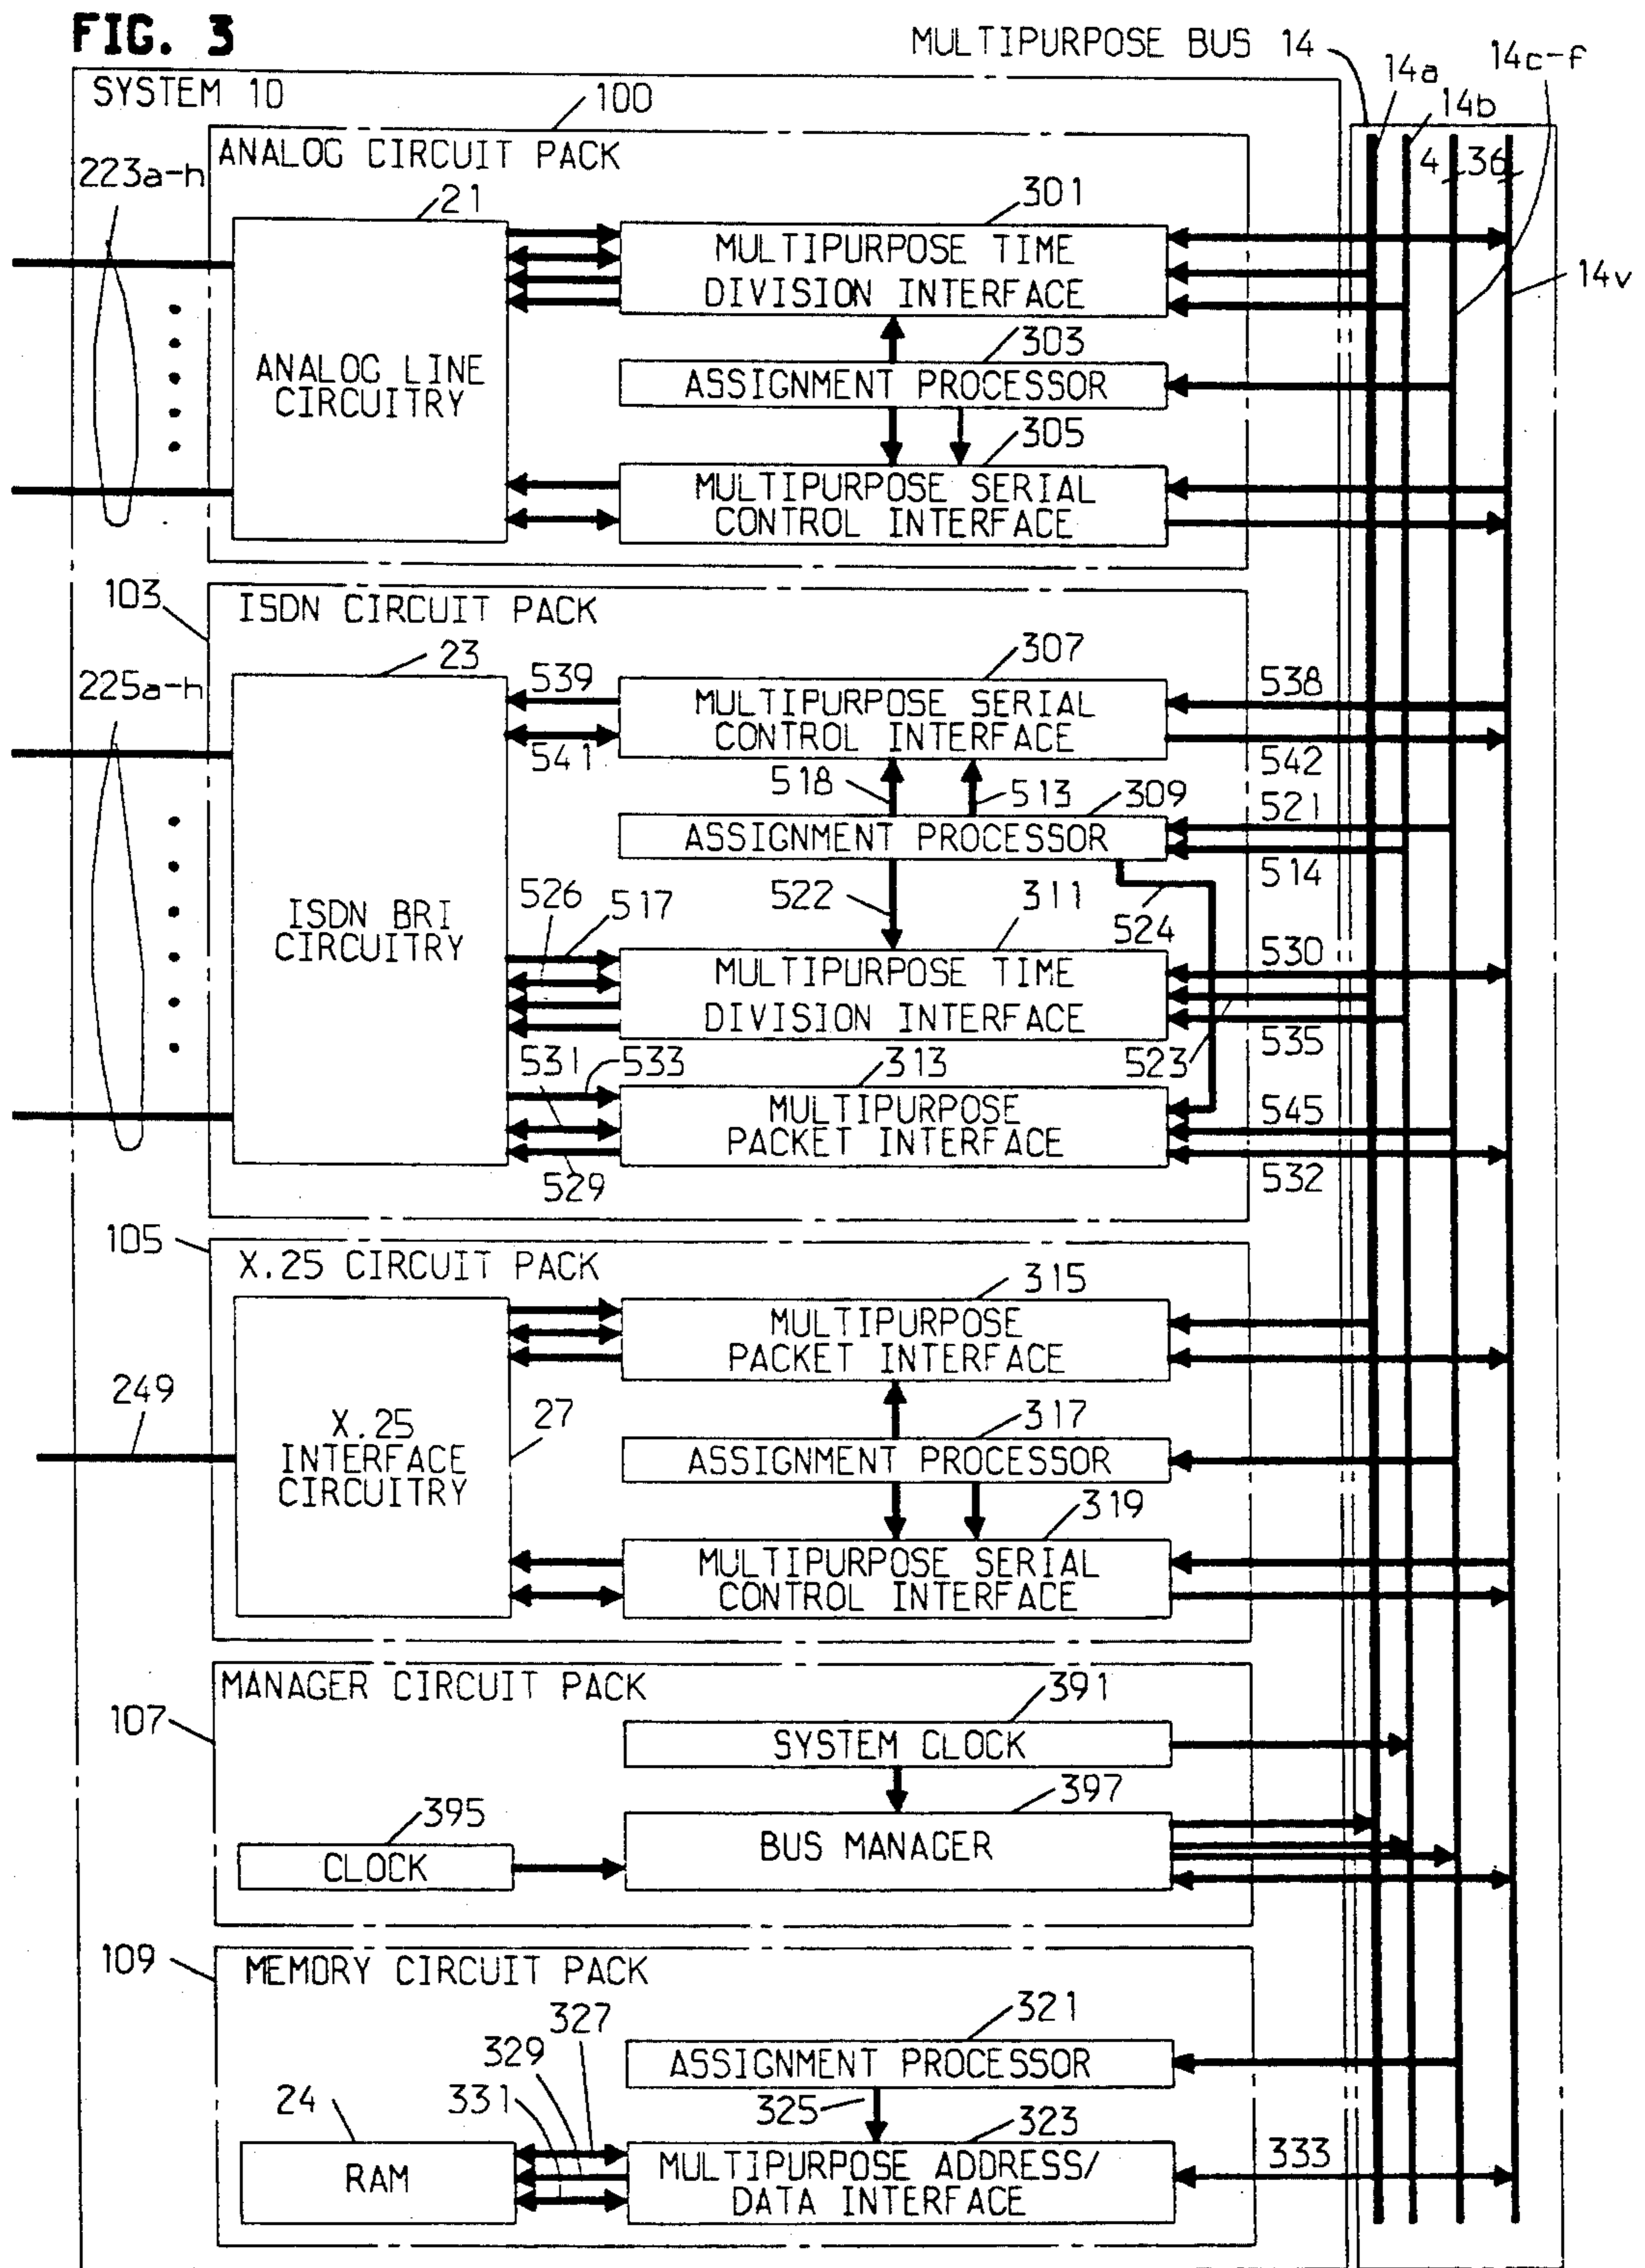 FIG. 3
MULTIPURPOSE BUS 14
14a
14c-f
14b
SYSTEM 10
100
4
36
ANALOG CIRCUIT PACK
223a-h
21
301
MULTIPURPOSE TIME
DIVISION INTERFACE
14v
303
ANALOG LINE
CIRCUITRY
ASSIGNMENT PROCESSOR
305
MULTIPURPOSE SERIAL
CONTROL INTERFACE
103
ISDN CIRCUIT PACK
225a-h
23
307
539
MULTIPURPOSE SERIAL
CONTROL INTERFACE
538
541
542
518
513
309
521
ASSIGNMENT PROCESSOR
514
526
517
522
311
524
ISDN BRI
CIRCUITRY
530
MULTIPURPOSE TIME
DIVISION INTERFACE
535
531
533
313
523
MULTIPURPOSE
PACKET INTERFACE
545
529
532
105
X.25 CIRCUIT PACK
315
MULTIPURPOSE
PACKET INTERFACE
249
X.25
INTERFACE
CIRCUITRY
27
317
ASSIGNMENT PROCESSOR
319
MULTIPURPOSE SERIAL
CONTROL INTERFACE
MANAGER CIRCUIT PACK
107
391
SYSTEM CLOCK
395
397
CLOCK
BUS MANAGER
109
MEMORY CIRCUIT PACK
327
321
329
ASSIGNMENT PROCESSOR
331
24
325
323
RAM
MULTIPURPOSE ADDRESS/
DATA INTERFACE
333